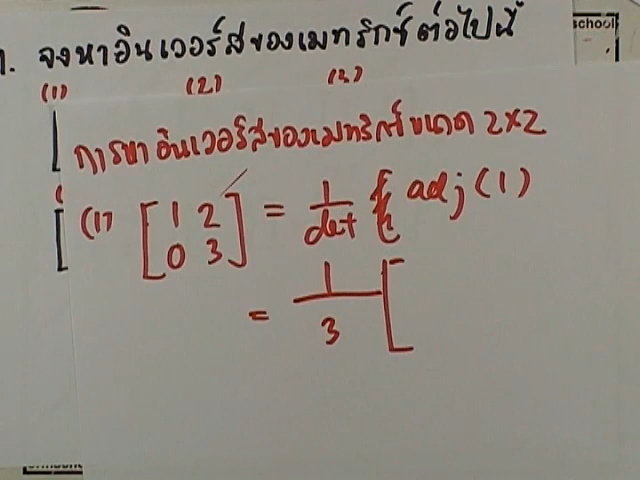 1. จงหาอินเวอร์สของเมทริกซ์ต่อไปนี้
school
(1) (2) (3)
การหาอินเวอร์สของเมทริกซ์ขนาด 2×2
(1) [1 2 = 1/det adj(1)
0 3]
= 1/3 [